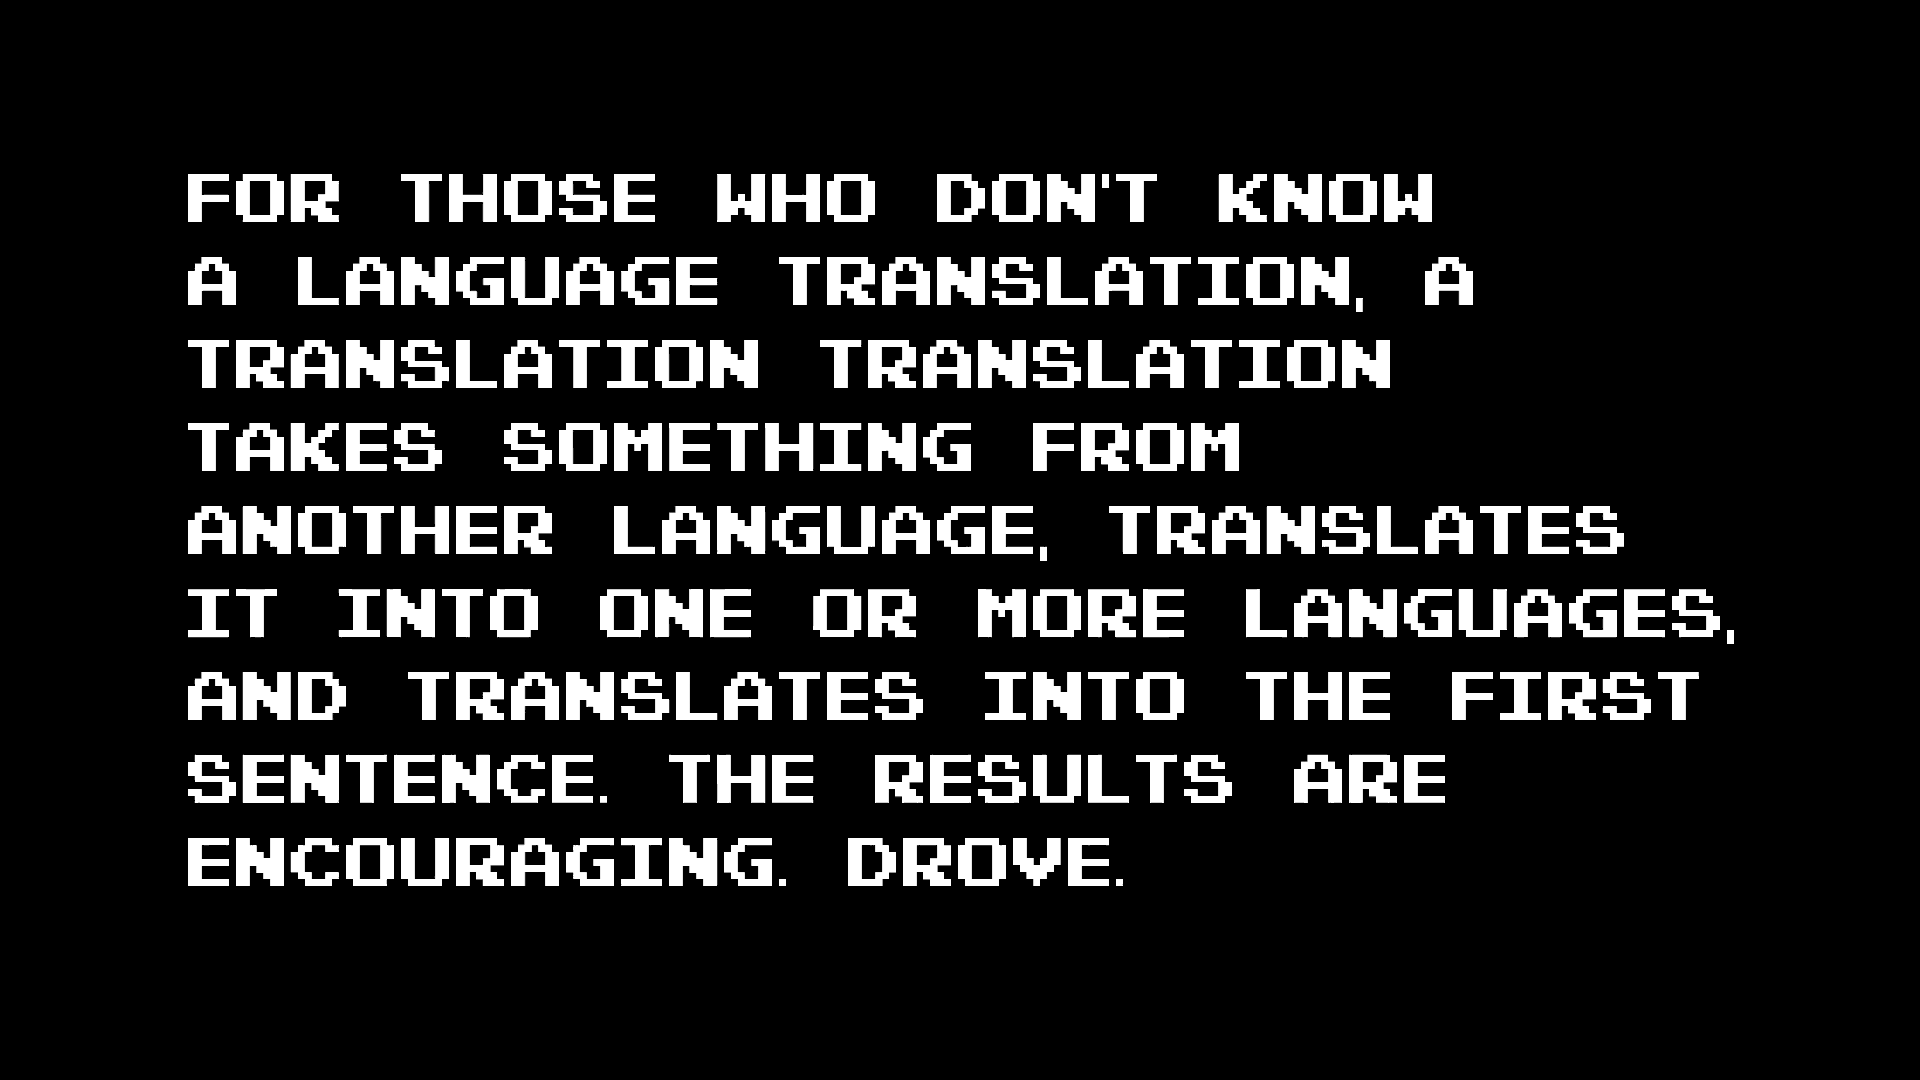 FOR THOSE WHO DON'T KNOW
A LANGUAGE TRANSLATION, A
TRANSLATION TRANSLATION
TAKES SOMETHING FROM
ANOTHER LANGUAGE, TRANSLATES
IT INTO ONE OR MORE LANGUAGES,
AND TRANSLATES INTO THE FIRST
SENTENCE. THE RESULTS ARE
ENCOURAGING. DROVE.